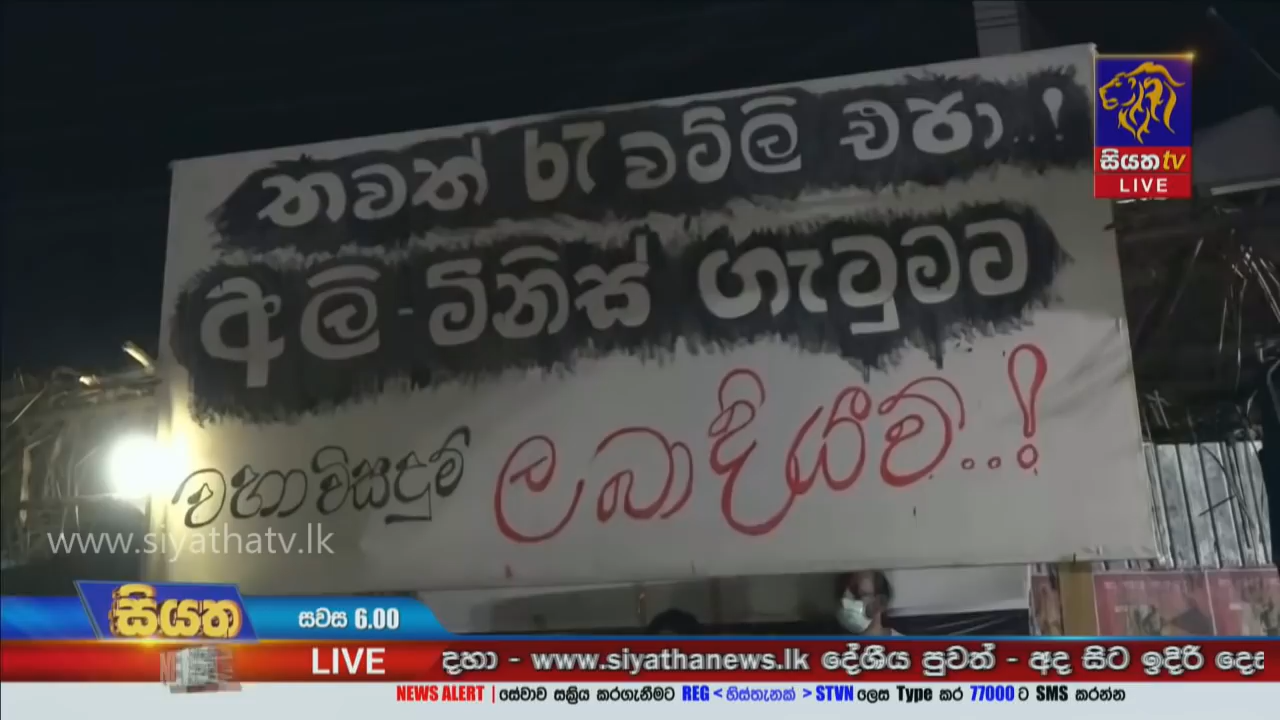 තවත් රැවටිලි එපා..!
අලි-මිනිස් ගැටුමට
වහාවිසඳුම් ලබාදියව්..!
සියත tv
LIVE
www.siyathatv.lk
සියත
සවස 6.00
LIVE
දහා - www.siyathanews.lk දේශීය පුවත් - අද සිට ඉදිරි දෙස
NEWS ALERT | සේවාව සක්‍රිය කරගැනීමට REG < හිස්තැනක් > STVN ලෙස Type කර 77000 ට SMS කරන්න